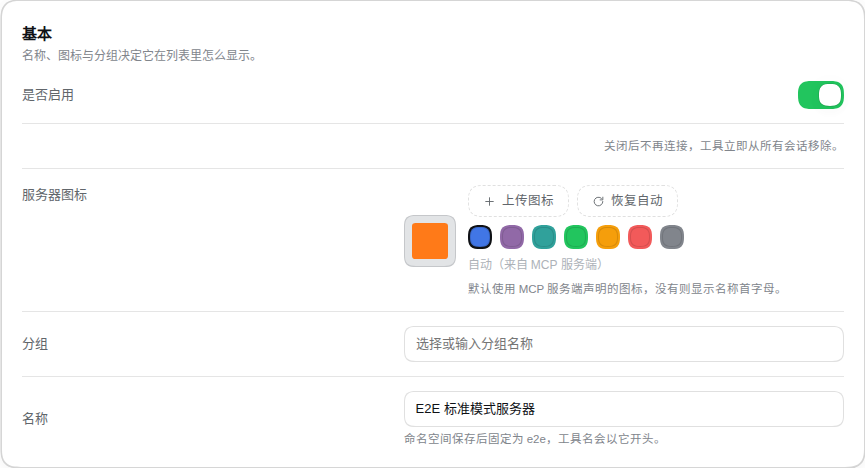 基本
名称、图标与分组决定它在列表里怎么显示。
是否启用
关闭后不再连接，工具立即从所有会话移除。
服务器图标
上传图标
恢复自动
自动（来自 MCP 服务端）
默认使用 MCP 服务端声明的图标，没有则显示名称首字母。
分组
选择或输入分组名称
名称
E2E 标准模式服务器
命名空间保存后固定为 e2e，工具名会以它开头。